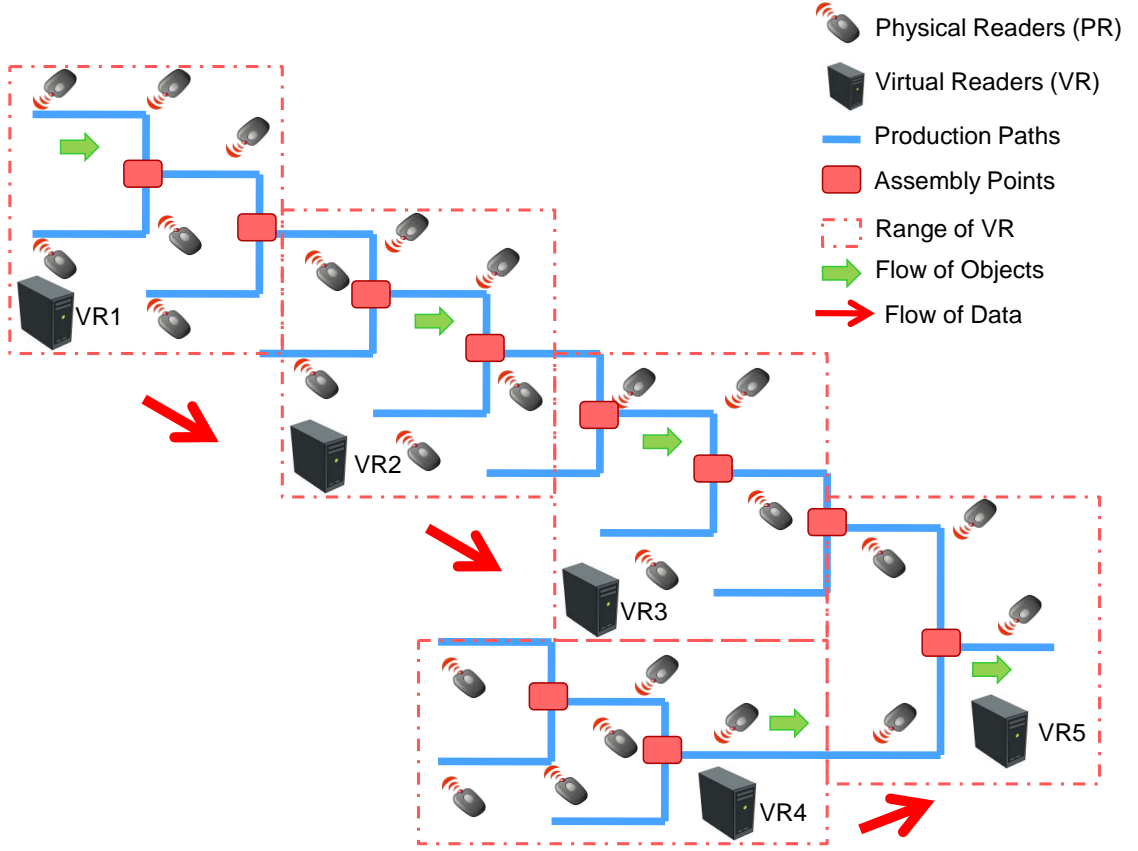 Physical Readers (PR)
Virtual Readers (VR)
Production Paths
Assembly Points
Range of VR
Flow of Objects
Flow of Data
VR1
VR2
VR3
VR4
VR5